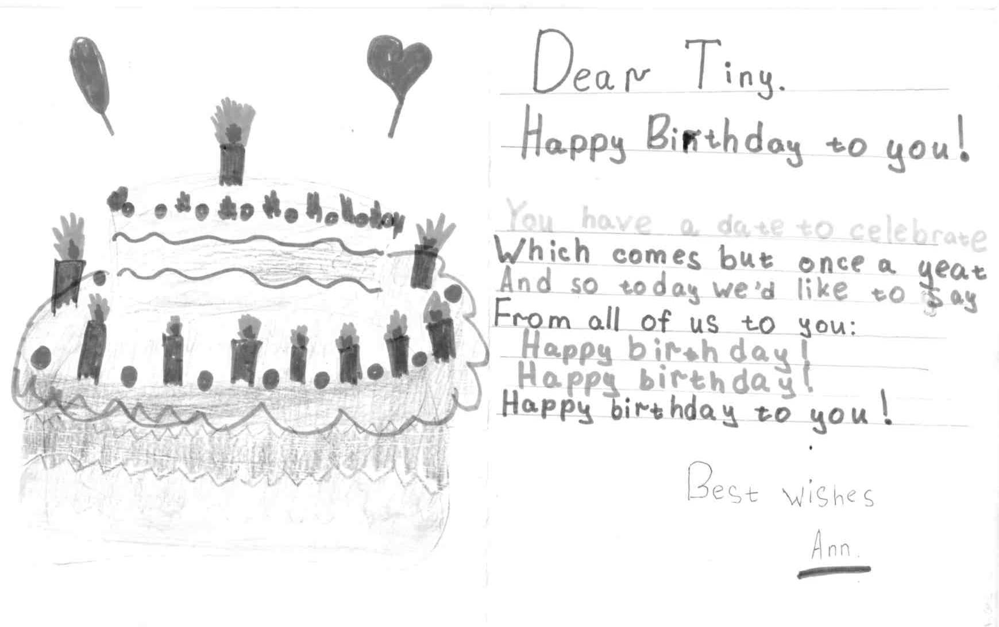 Dear Tiny.
Happy Birthday to you!
You have a date to celebrate
Which comes but once a yeat
And so today we'd like to say
From all of us to you:
Happy birthday!
Happy birthday!
Happy birthday to you!
Best wishes
Ann.